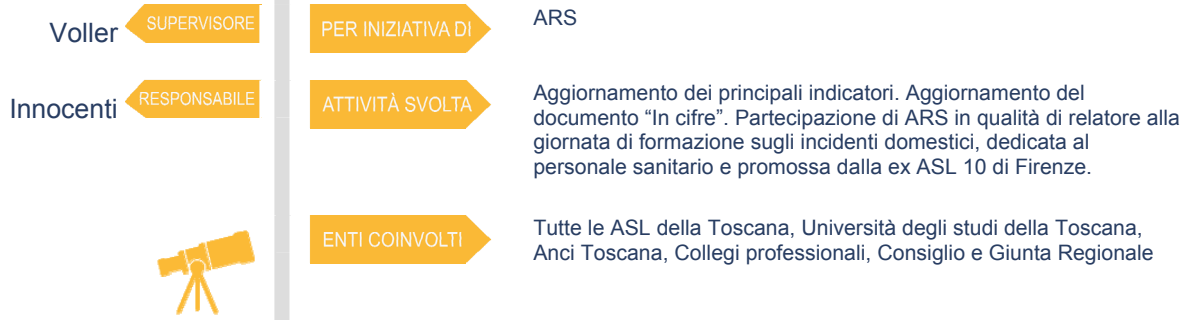 Voller
SUPERVISORE
PER INIZIATIVA DI
ARS
Innocenti
RESPONSABILE
ATTIVITÀ SVOLTA
Aggiornamento dei principali indicatori. Aggiornamento del
documento “In cifre”. Partecipazione di ARS in qualità di relatore alla
giornata di formazione sugli incidenti domestici, dedicata al
personale sanitario e promossa dalla ex ASL 10 di Firenze.
ENTI COINVOLTI
Tutte le ASL della Toscana, Università degli studi della Toscana,
Anci Toscana, Collegi professionali, Consiglio e Giunta Regionale